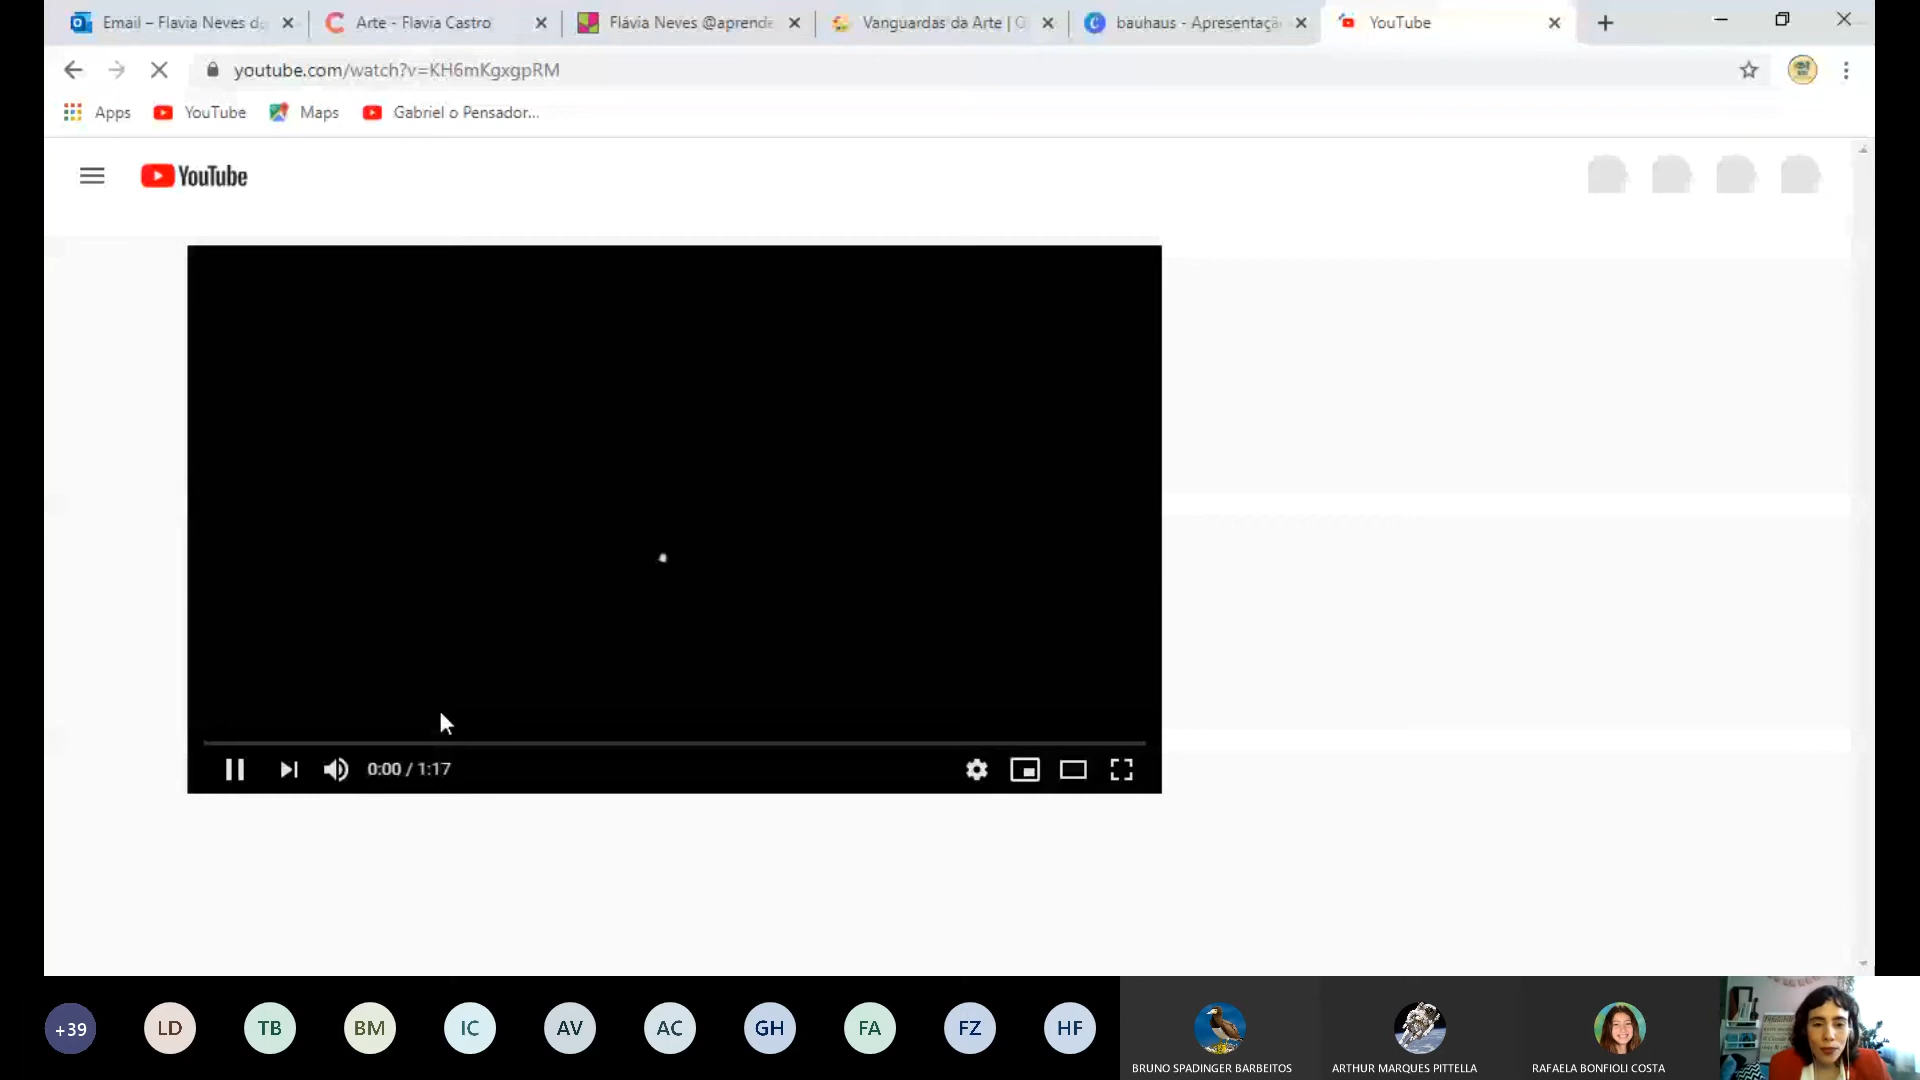 Email – Flavia Neves d
Arte - Flavia Castro
Flávia Neves @aprende
Vanguardas da Arte |
bauhaus - Apresentaçã
YouTube
youtube.com/watch?v=KH6mKgxgpRM
Apps
YouTube
Maps
Gabriel o Pensador...
YouTube
0:00 / 1:17
+39
LD
TB
BM
IC
AV
AC
GH
FA
FZ
HF
BRUNO SPADINGER BARBEITOS
ARTHUR MARQUES PITTELLA
RAFAELA BONFIOLI COSTA